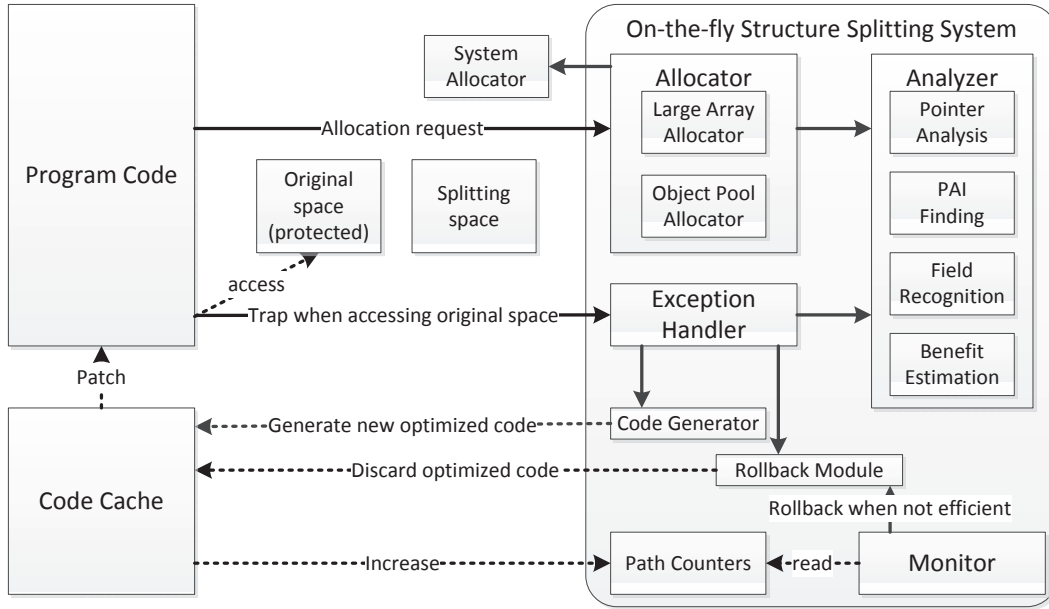 On-the-fly Structure Splitting System
System
Allocator
Allocator
Large Array
Allocator
Object Pool
Allocator
Analyzer
Pointer
Analysis
PAI
Finding
Field
Recognition
Benefit
Estimation
Program Code
Allocation request
Original
space
(protected)
Splitting
space
access
Trap when accessing original space
Exception
Handler
Patch
Generate new optimized code
Code Generator
Discard optimized code
Rollback Module
Code Cache
Rollback when not efficient
Increase
Path Counters
read
Monitor